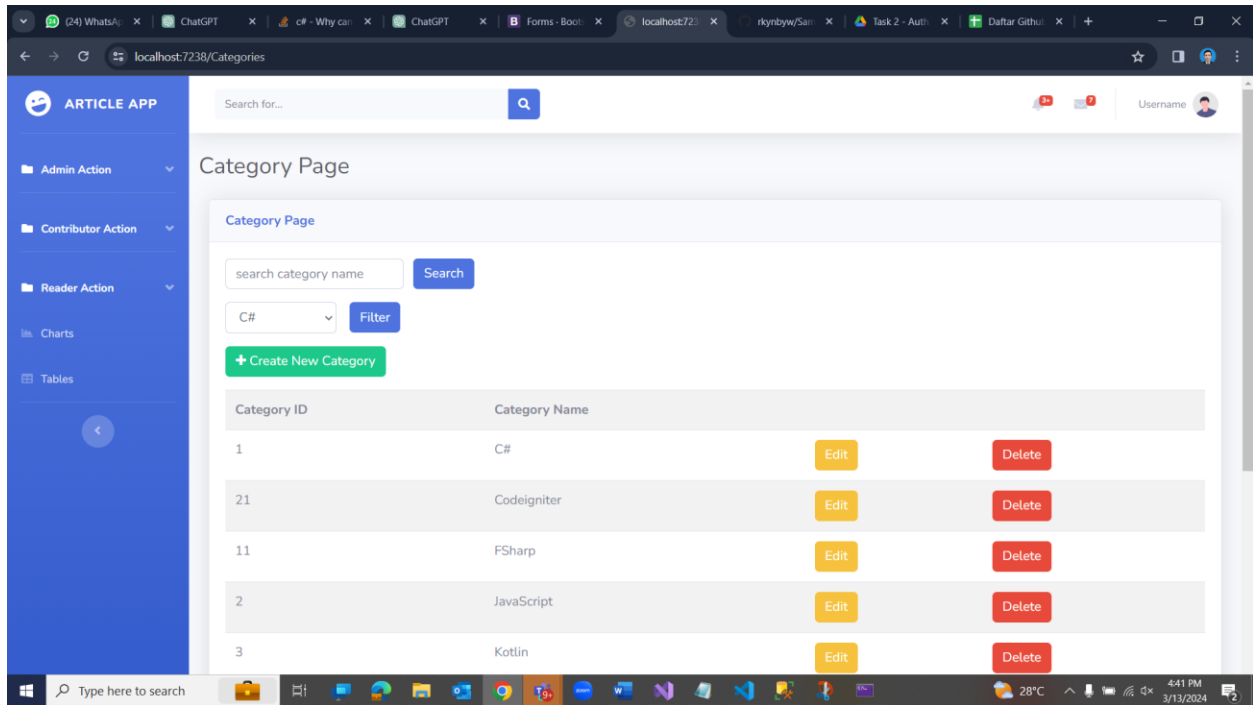 (24) WhatsAp
ChatGPT
c# - Why can
ChatGPT
B Forms · Boots
localhost:723
rkynbyw/Sam
Task 2 - Auth
Daftar Github
localhost:7238/Categories
ARTICLE APP
Search for...
3+
7
Username
Admin Action
Contributor Action
Reader Action
Charts
Tables
Category Page
Category Page
search category name
Search
C#
Filter
+ Create New Category
Category ID Category Name
1 C# Edit Delete
21 Codeigniter Edit Delete
11 FSharp Edit Delete
2 JavaScript Edit Delete
3 Kotlin Edit Delete
Type here to search
28°C
4:41 PM
3/13/2024
2